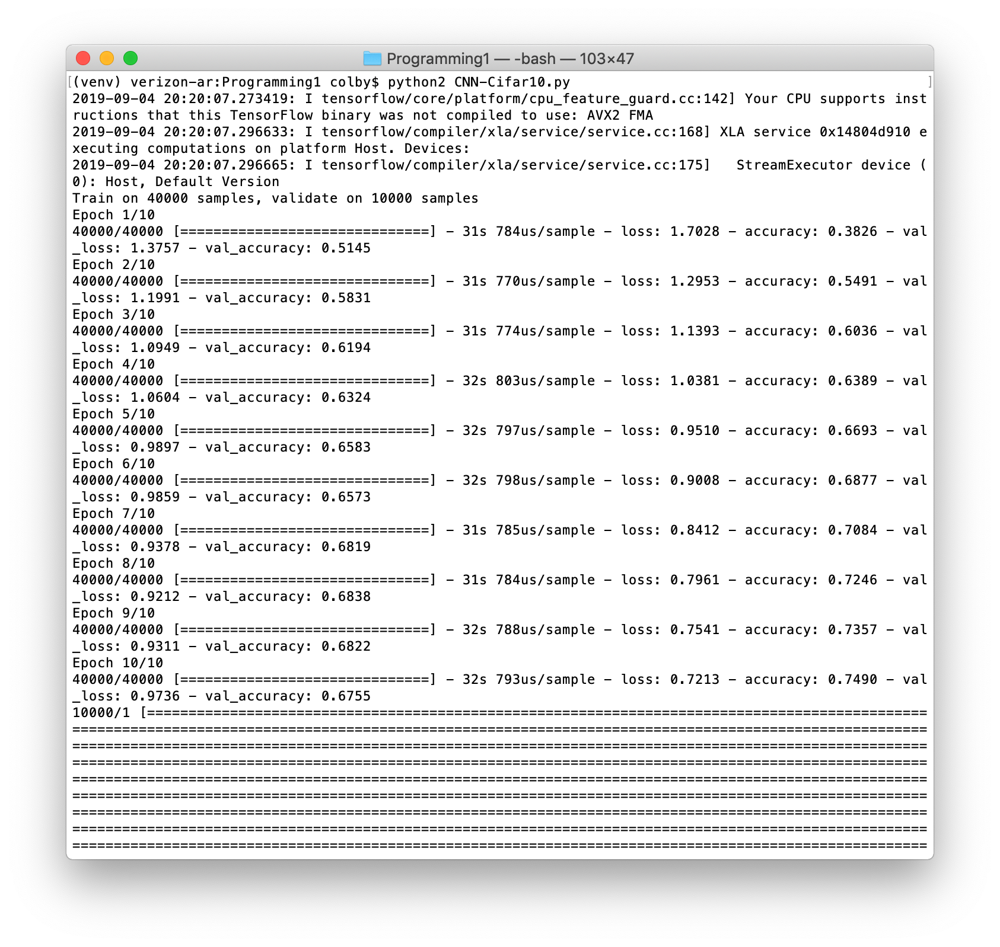 Programming1 — -bash — 103×47
[(venv) verizon-ar:Programming1 colby$ python2 CNN-Cifar10.py ]
2019-09-04 20:20:07.273419: I tensorflow/core/platform/cpu_feature_guard.cc:142] Your CPU supports inst
ructions that this TensorFlow binary was not compiled to use: AVX2 FMA
2019-09-04 20:20:07.296633: I tensorflow/compiler/xla/service/service.cc:168] XLA service 0x14804d910 e
xecuting computations on platform Host. Devices:
2019-09-04 20:20:07.296665: I tensorflow/compiler/xla/service/service.cc:175]   StreamExecutor device (
0): Host, Default Version
Train on 40000 samples, validate on 10000 samples
Epoch 1/10
40000/40000 [==============================] - 31s 784us/sample - loss: 1.7028 - accuracy: 0.3826 - val
_loss: 1.3757 - val_accuracy: 0.5145
Epoch 2/10
40000/40000 [==============================] - 31s 770us/sample - loss: 1.2953 - accuracy: 0.5491 - val
_loss: 1.1991 - val_accuracy: 0.5831
Epoch 3/10
40000/40000 [==============================] - 31s 774us/sample - loss: 1.1393 - accuracy: 0.6036 - val
_loss: 1.0949 - val_accuracy: 0.6194
Epoch 4/10
40000/40000 [==============================] - 32s 803us/sample - loss: 1.0381 - accuracy: 0.6389 - val
_loss: 1.0604 - val_accuracy: 0.6324
Epoch 5/10
40000/40000 [==============================] - 32s 797us/sample - loss: 0.9510 - accuracy: 0.6693 - val
_loss: 0.9897 - val_accuracy: 0.6583
Epoch 6/10
40000/40000 [==============================] - 32s 798us/sample - loss: 0.9008 - accuracy: 0.6877 - val
_loss: 0.9859 - val_accuracy: 0.6573
Epoch 7/10
40000/40000 [==============================] - 31s 785us/sample - loss: 0.8412 - accuracy: 0.7084 - val
_loss: 0.9378 - val_accuracy: 0.6819
Epoch 8/10
40000/40000 [==============================] - 31s 784us/sample - loss: 0.7961 - accuracy: 0.7246 - val
_loss: 0.9212 - val_accuracy: 0.6838
Epoch 9/10
40000/40000 [==============================] - 32s 788us/sample - loss: 0.7541 - accuracy: 0.7357 - val
_loss: 0.9311 - val_accuracy: 0.6822
Epoch 10/10
40000/40000 [==============================] - 32s 793us/sample - loss: 0.7213 - accuracy: 0.7490 - val
_loss: 0.9736 - val_accuracy: 0.6755
10000/1 [==============================================================================================
=======================================================================================================
=======================================================================================================
=======================================================================================================
=======================================================================================================
=======================================================================================================
=======================================================================================================
=======================================================================================================
=======================================================================================================